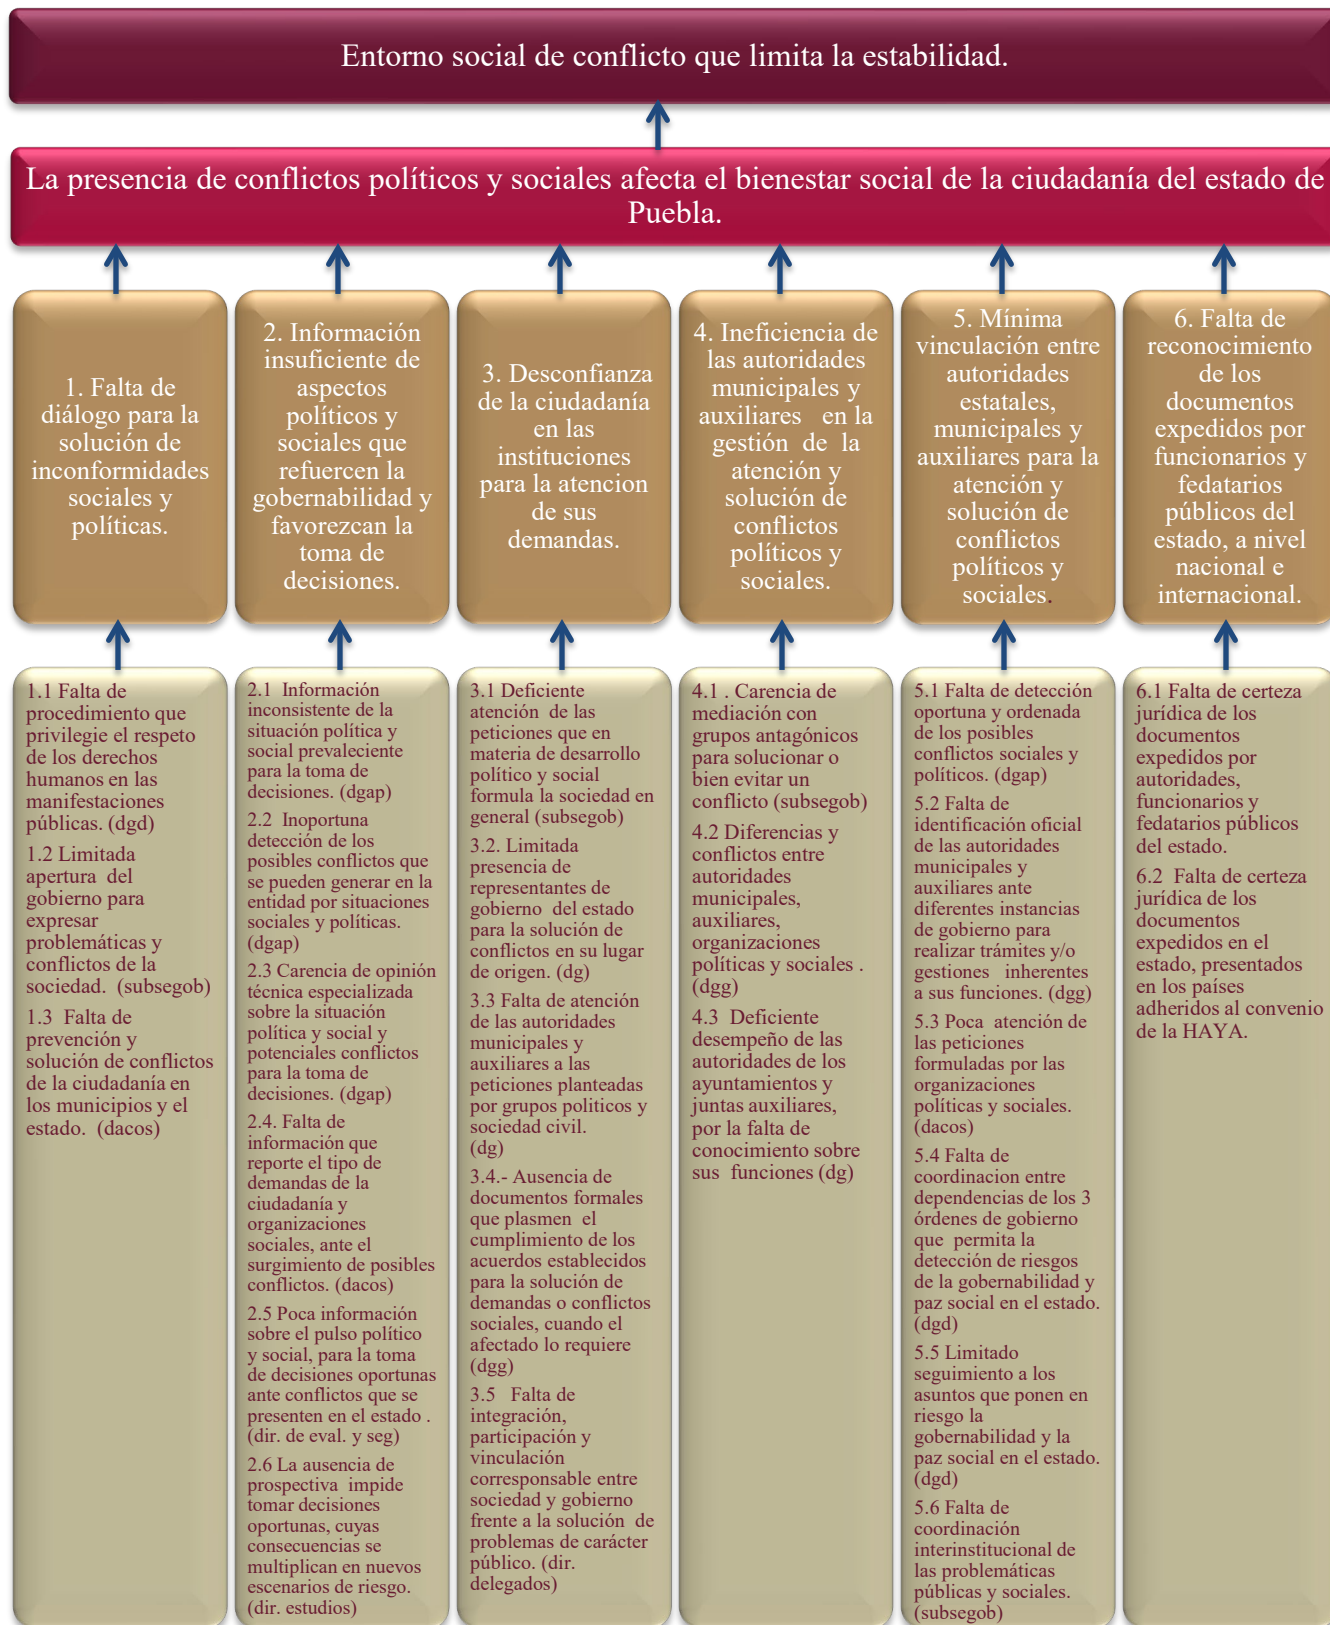 Entorno social de conflicto que limita la estabilidad.
La presencia de conflictos políticos y sociales afecta el bienestar social de la ciudadanía del estado de
Puebla.
1. Falta de
diálogo para la
solución de
inconformidades
sociales y
políticas.
2. Información
insuficiente de
aspectos
políticos y
sociales que
refuercen la
gobernabilidad y
favorezcan la
toma de
decisiones.
3. Desconfianza
de la ciudadanía
en las
instituciones
para la atencion
de sus
demandas.
4. Ineficiencia de
las autoridades
municipales y
auxiliares en la
gestión de la
atención y
solución de
conflictos
políticos y
sociales.
5. Mínima
vinculación entre
autoridades
estatales,
municipales y
auxiliares para la
atención y
solución de
conflictos
políticos y
sociales.
6. Falta de
reconocimiento
de los
documentos
expedidos por
funcionarios y
fedatarios
públicos del
estado, a nivel
nacional e
internacional.
1.1 Falta de
procedimiento que
privilegie el respeto
de los derechos
humanos en las
manifestaciones
públicas. (dgd)
1.2 Limitada
apertura del
gobierno para
expresar
problemáticas y
conflictos de la
sociedad. (subsegob)
1.3 Falta de
prevención y
solución de conflictos
de la ciudadanía en
los municipios y el
estado. (dacos)
2.1 Información
inconsistente de la
situación política y
social prevaleciente
para la toma de
decisiones. (dgap)
2.2 Inoportuna
detección de los
posibles conflictos que
se pueden generar en la
entidad por situaciones
sociales y políticas.
(dgap)
2.3 Carencia de opinión
técnica especializada
sobre la situación
política y social y
potenciales conflictos
para la toma de
decisiones. (dgap)
2.4. Falta de
información que
reporte el tipo de
demandas de la
ciudadanía y
organizaciones
sociales, ante el
surgimiento de posibles
conflictos. (dacos)
2.5 Poca información
sobre el pulso político
y social, para la toma
de decisiones oportunas
ante conflictos que se
presenten en el estado .
(dir. de eval. y seg)
2.6 La ausencia de
prospectiva impide
tomar decisiones
oportunas, cuyas
consecuencias se
multiplican en nuevos
escenarios de riesgo.
(dir. estudios)
3.1 Deficiente
atención de las
peticiones que en
materia de desarrollo
político y social
formula la sociedad en
general (subsegob)
3.2. Limitada
presencia de
representantes de
gobierno del estado
para la solución de
conflictos en su lugar
de origen. (dg)
3.3 Falta de atención
de las autoridades
municipales y
auxiliares a las
peticiones planteadas
por grupos politicos y
sociedad civil.
(dg)
3.4.- Ausencia de
documentos formales
que plasmen el
cumplimiento de los
acuerdos establecidos
para la solución de
demandas o conflictos
sociales, cuando el
afectado lo requiere
(dgg)
3.5 Falta de
integración,
participación y
vinculación
corresponsable entre
sociedad y gobierno
frente a la solución de
problemas de carácter
público. (dir.
delegados)
4.1 . Carencia de
mediación con
grupos antagónicos
para solucionar o
bien evitar un
conflicto (subsegob)
4.2 Diferencias y
conflictos entre
autoridades
municipales,
auxiliares,
organizaciones
políticas y sociales .
(dgg)
4.3 Deficiente
desempeño de las
autoridades de los
ayuntamientos y
juntas auxiliares,
por la falta de
conocimiento sobre
sus funciones (dg)
5.1 Falta de detección
oportuna y ordenada
de los posibles
conflictos sociales y
políticos. (dgap)
5.2 Falta de
identificación oficial
de las autoridades
municipales y
auxiliares ante
diferentes instancias
de gobierno para
realizar trámites y/o
gestiones inherentes
a sus funciones. (dgg)
5.3 Poca atención de
las peticiones
formuladas por las
organizaciones
políticas y sociales.
(dacos)
5.4 Falta de
coordinacion entre
dependencias de los 3
órdenes de gobierno
que permita la
detección de riesgos
de la gobernabilidad y
paz social en el estado.
(dgd)
5.5 Limitado
seguimiento a los
asuntos que ponen en
riesgo la
gobernabilidad y la
paz social en el estado.
(dgd)
5.6 Falta de
coordinación
interinstitucional de
las problemáticas
públicas y sociales.
(subsegob)
6.1 Falta de certeza
jurídica de los
documentos
expedidos por
autoridades,
funcionarios y
fedatarios públicos
del estado.
6.2 Falta de certeza
jurídica de los
documentos
expedidos en el
estado, presentados
en los países
adheridos al convenio
de la HAYA.